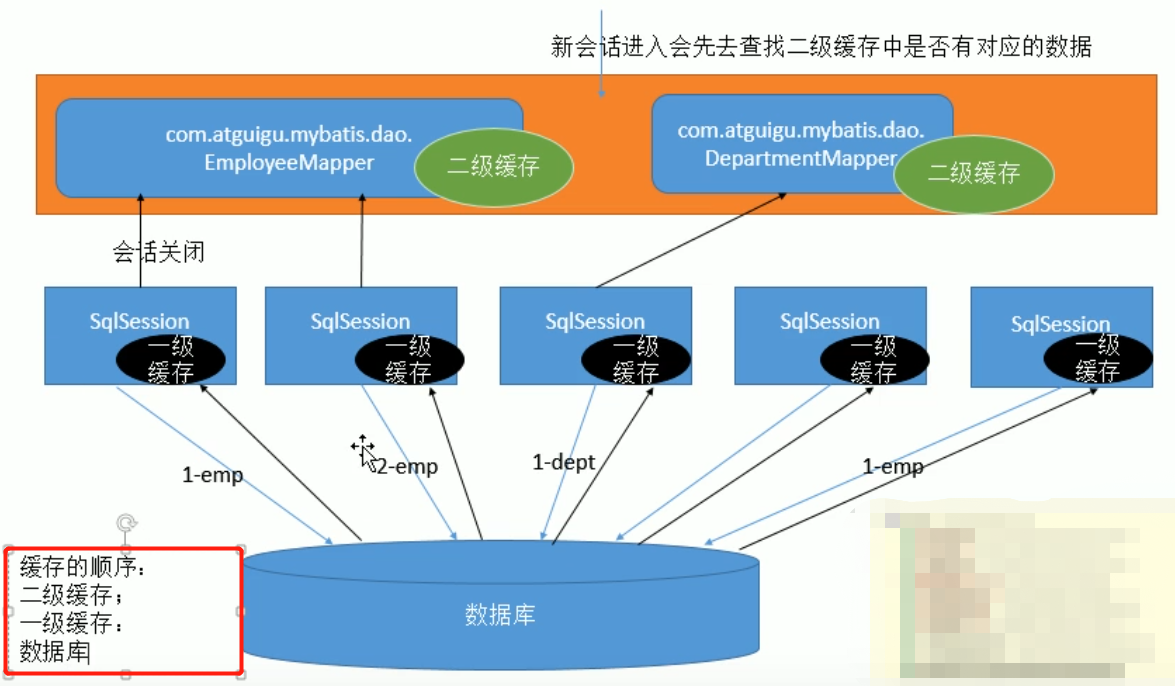 新会话进入会先去查找二级缓存中是否有对应的数据
com.atguigu.mybatis.dao.
EmployeeMapper
二级缓存
com.atguigu.mybatis.dao.
DepartmentMapper
二级缓存
会话关闭
SqlSession
一级
缓存
SqlSession
一级
缓存
SqlSession
一级
缓存
SqlSession
一级
缓存
SqlSession
一级
缓存
1-emp
2-emp
1-dept
1-emp
缓存的顺序：
二级缓存；
一级缓存：
数据库
数据库